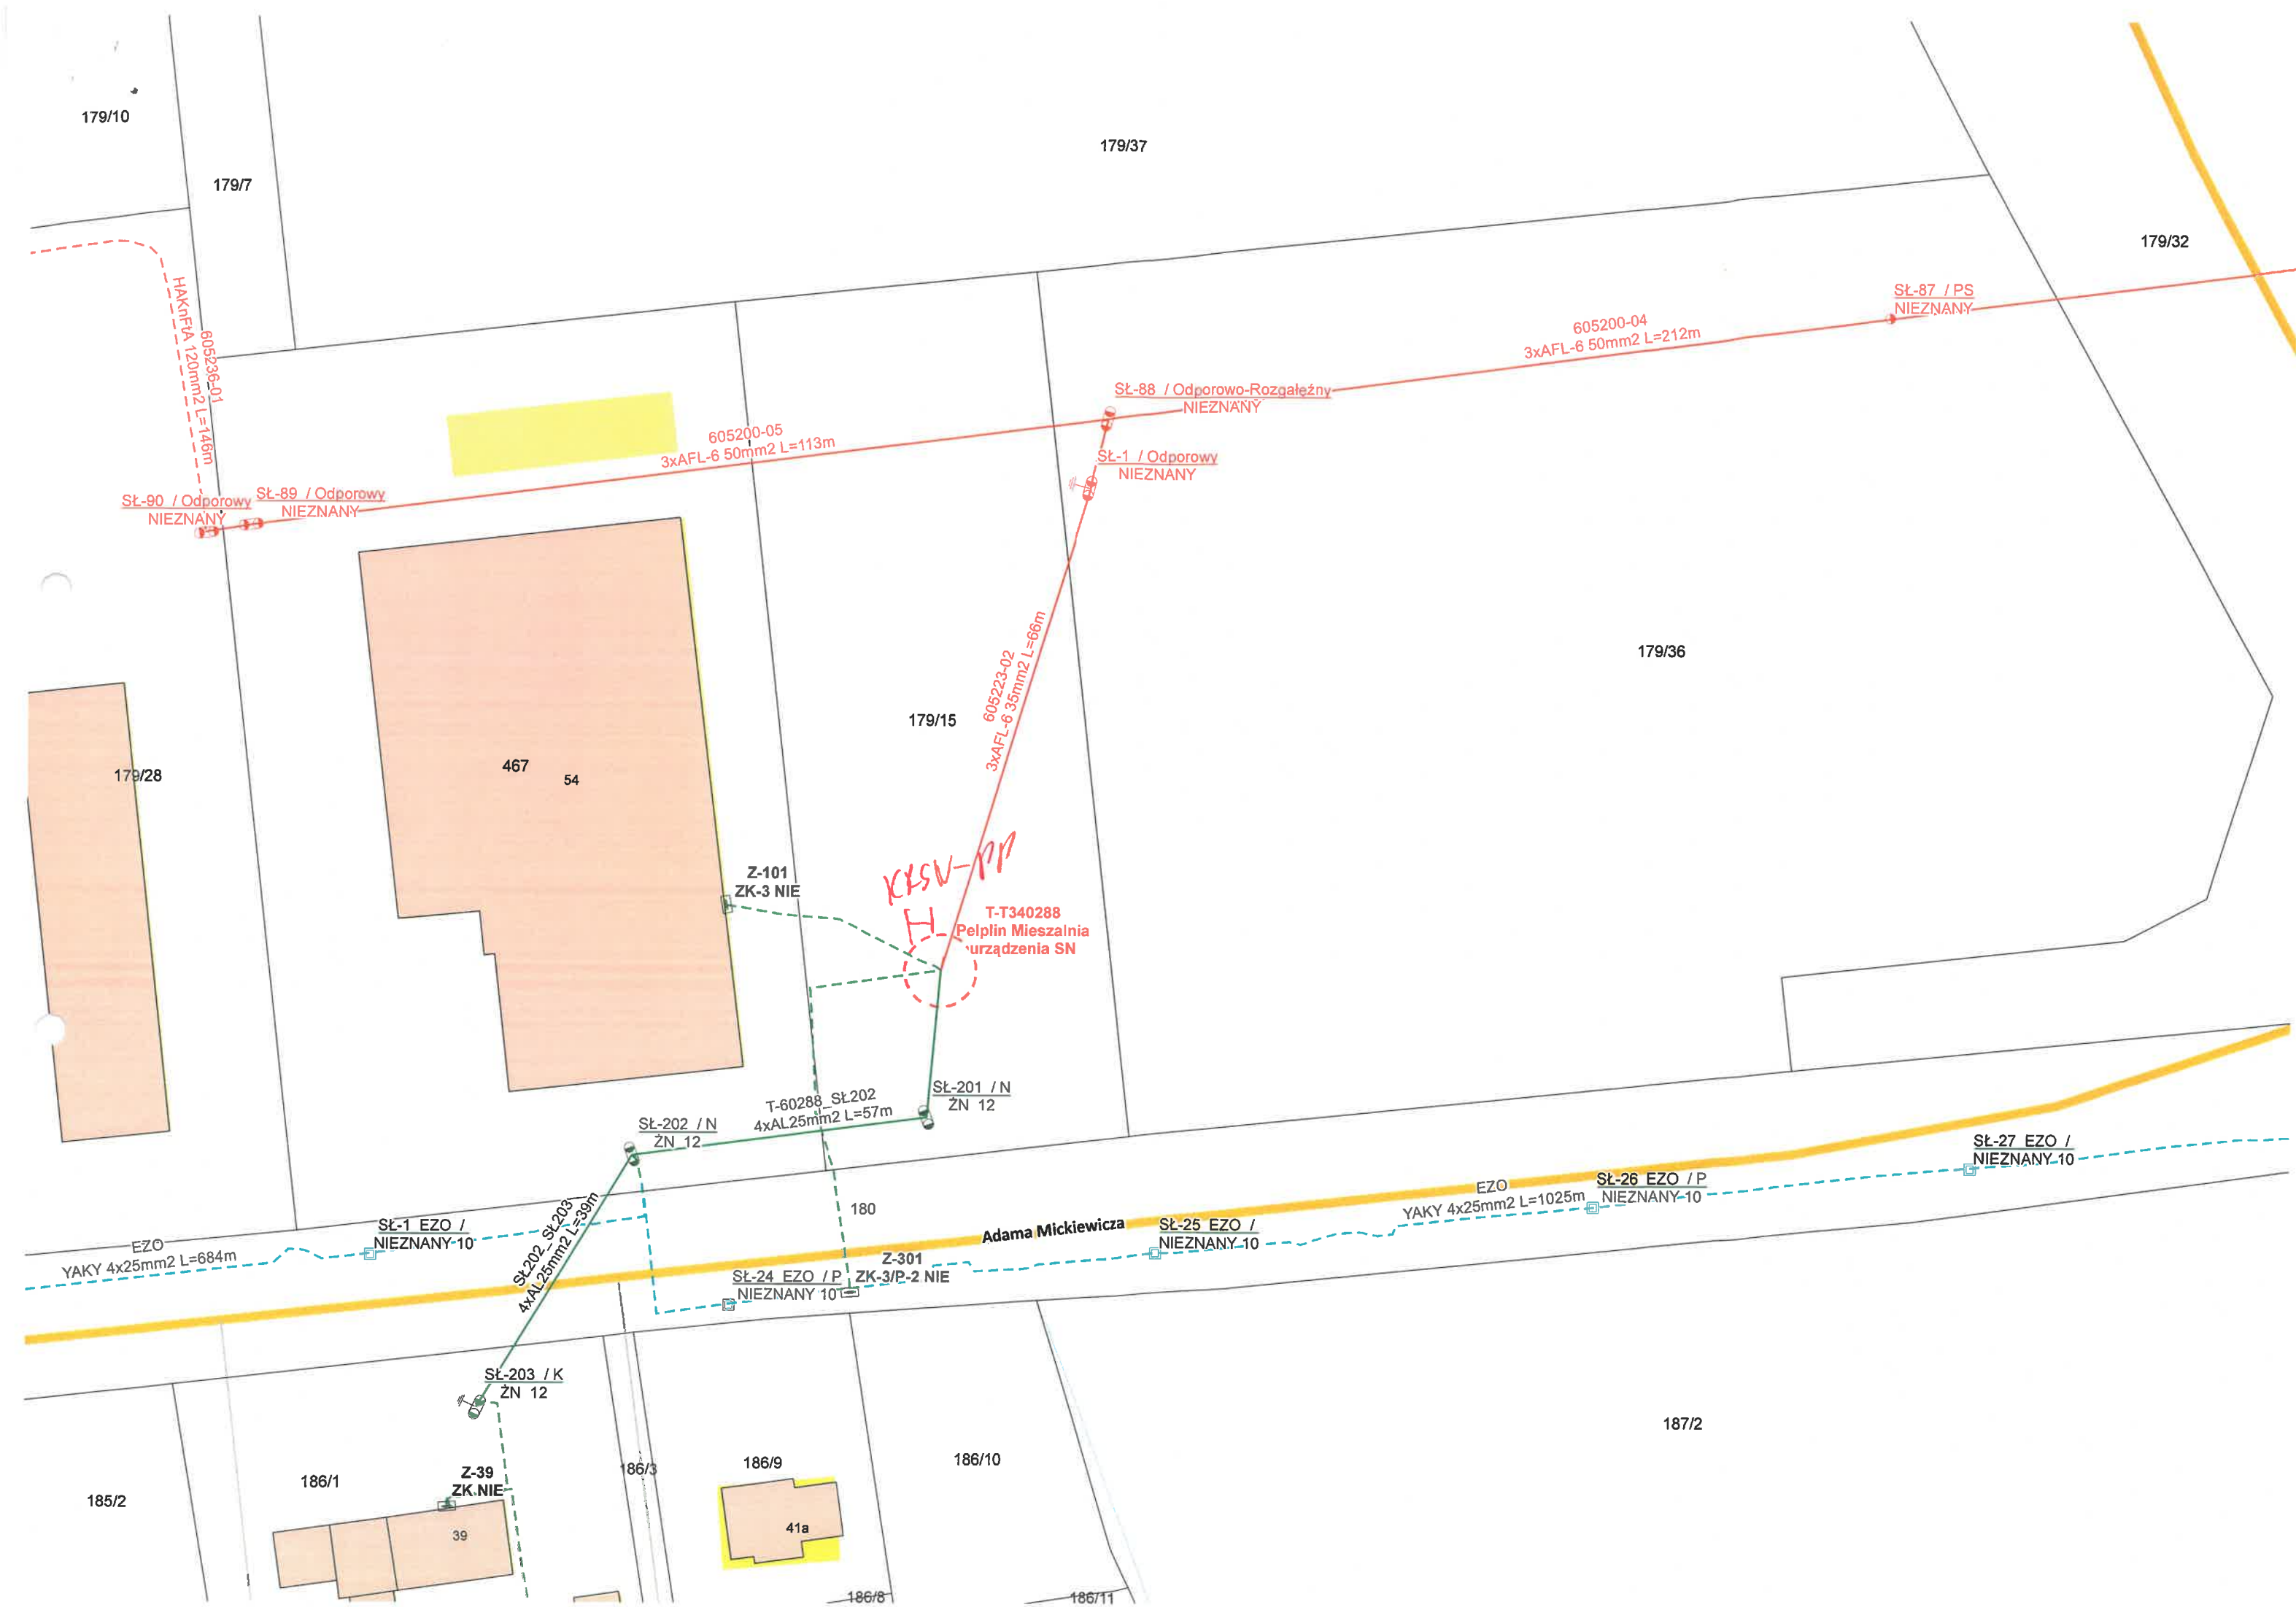 179/10
179/7
179/37
179/32
SŁ-87 / PS
NIEZNANY
605200-04
3xAFL-6 50mm2 L=212m
HAKnFtA 120mm2 L=146m
605236-01
SŁ-88 / Odporowo-Rozgałęźny
NIEZNANY
605200-05
3xAFL-6 50mm2 L=113m
SŁ-1 / Odporowy
NIEZNANY
SŁ-90 / Odporowy
NIEZNANY
SŁ-89 / Odporowy
NIEZNANY
605223-02
3xAFL-6 35mm2 L=66m
179/36
179/15
467
54
179/28
Z-101
ZK-3 NIE
T-T340288
Pelplin Mieszalnia
urządzenia SN
T-60288_SŁ202
4xAL25mm2 L=57m
SŁ-201 / N
ŻN 12
SŁ-202 / N
ŻN 12
SŁ-27 EZO /
NIEZNANY 10
SŁ-26 EZO / P
NIEZNANY 10
EZO
YAKY 4x25mm2 L=1025m
180
Adama Mickiewicza
SŁ-25 EZO /
NIEZNANY 10
SŁ-1 EZO /
NIEZNANY 10
EZO
YAKY 4x25mm2 L=684m
SŁ202_SŁ203
4xAL25mm2 L=39m
Z-301
ZK-3/P-2 NIE
SŁ-24 EZO / P
NIEZNANY 10
SŁ-203 / K
ŻN 12
187/2
186/1
Z-39
ZK NIE
186/3
186/9
186/10
185/2
39
41a
186/8
186/11